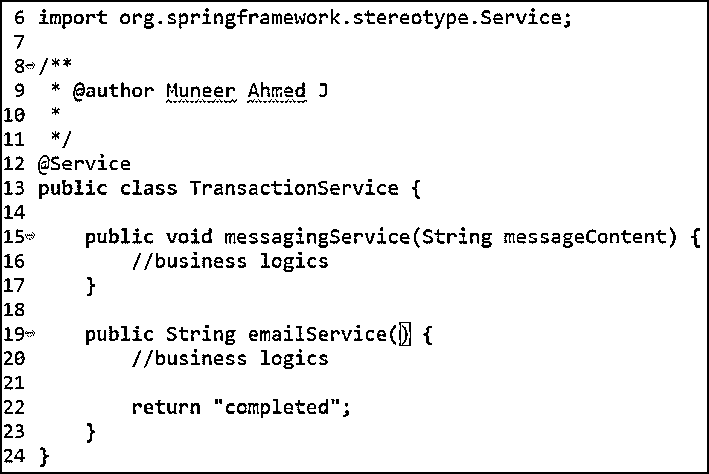 6 import org.springframework.stereotype.Service;
7
8 /**
9  * @author Muneer Ahmed J
10  *
11  */
12 @Service
13 public class TransactionService {
14
15     public void messagingService(String messageContent) {
16         //business logics
17     }
18
19     public String emailService() {
20         //business logics
21
22         return "completed";
23     }
24 }